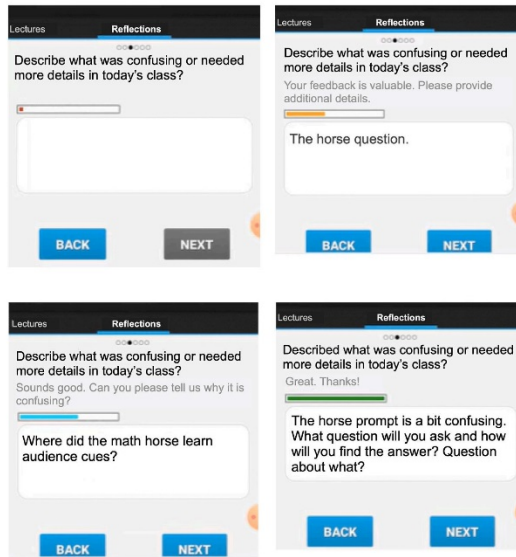 Lectures Reflections
Describe what was confusing or needed
more details in today's class?
BACK NEXT
Lectures Reflections
Describe what was confusing or needed
more details in today's class?
Your feedback is valuable. Please provide
additional details.
The horse question.
BACK NEXT
Lectures Reflections
Describe what was confusing or needed
more details in today's class?
Sounds good. Can you please tell us why it is
confusing?
Where did the math horse learn
audience cues?
BACK NEXT
Lectures Reflections
Described what was confusing or needed
more details in today's class?
Great. Thanks!
The horse prompt is a bit confusing.
What question will you ask and how
will you find the answer? Question
about what?
BACK NEXT